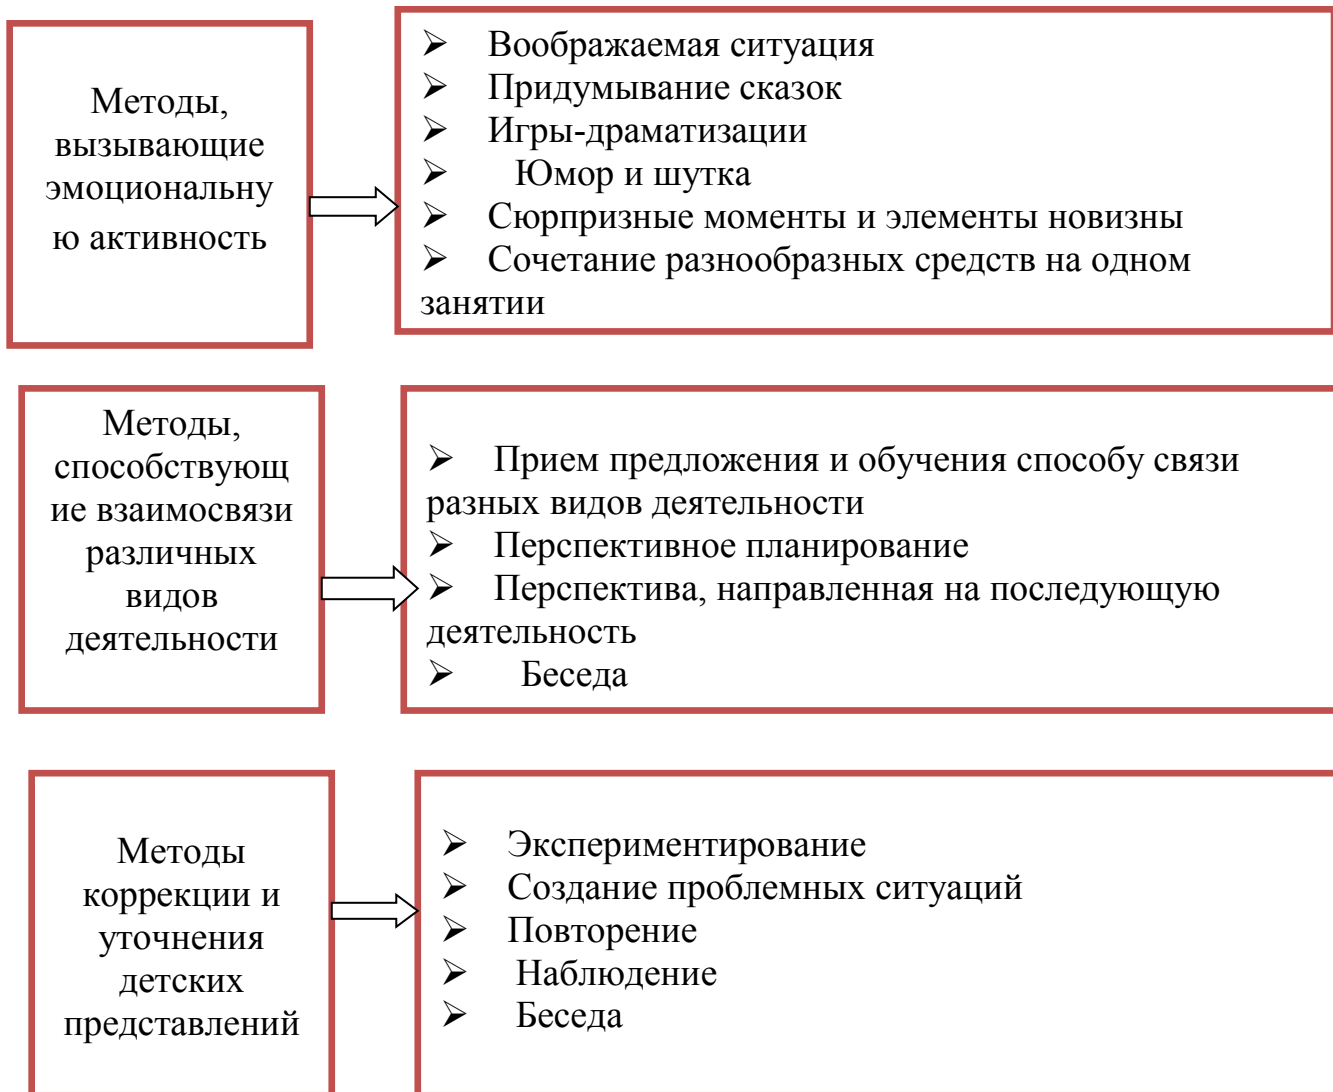 Методы,
вызывающие
эмоциональну
ю активность
➢ Воображаемая ситуация
➢ Придумывание сказок
➢ Игры-драматизации
➢ Юмор и шутка
➢ Сюрпризные моменты и элементы новизны
➢ Сочетание разнообразных средств на одном
занятии
Методы,
способствующ
ие взаимосвязи
различных
видов
деятельности
➢ Прием предложения и обучения способу связи
разных видов деятельности
➢ Перспективное планирование
➢ Перспектива, направленная на последующую
деятельность
➢ Беседа
Методы
коррекции и
уточнения
детских
представлений
➢ Экспериментирование
➢ Создание проблемных ситуаций
➢ Повторение
➢ Наблюдение
➢ Беседа